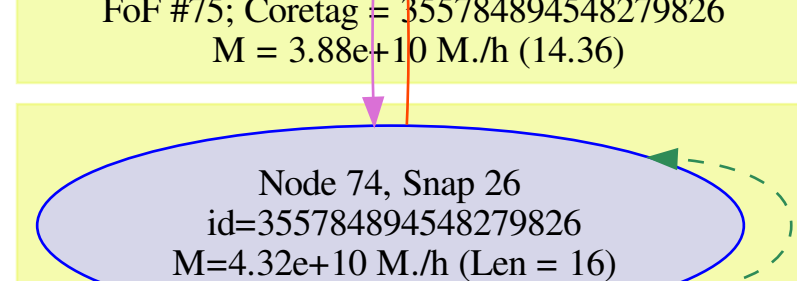 FoF #75; Coretag = 355784894548279826
M = 3.88e+10 M./h (14.36)
Node 74, Snap 26
id=355784894548279826
M=4.32e+10 M./h (Len = 16)